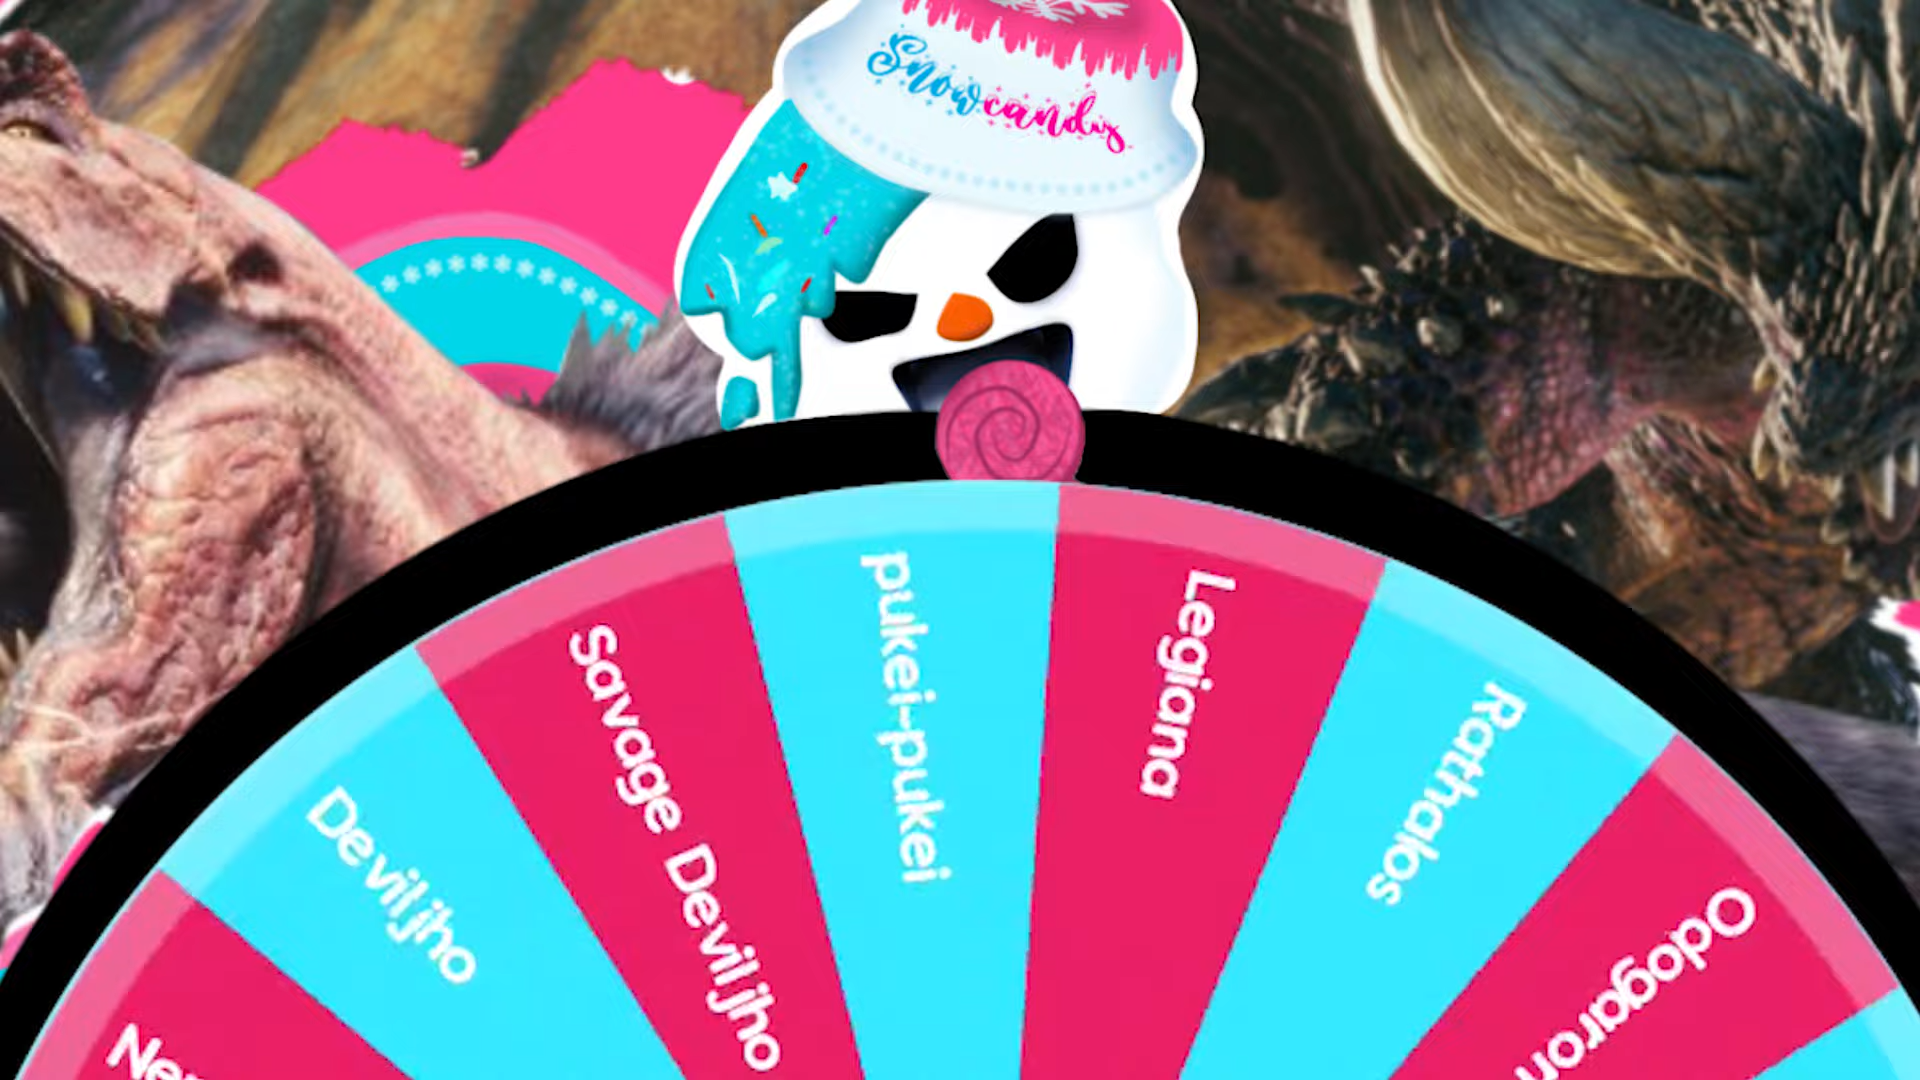 Snowcandy
Deviljho
Savage Deviljho
pukei-pukei
Legiana
Rathalos
Odogaron